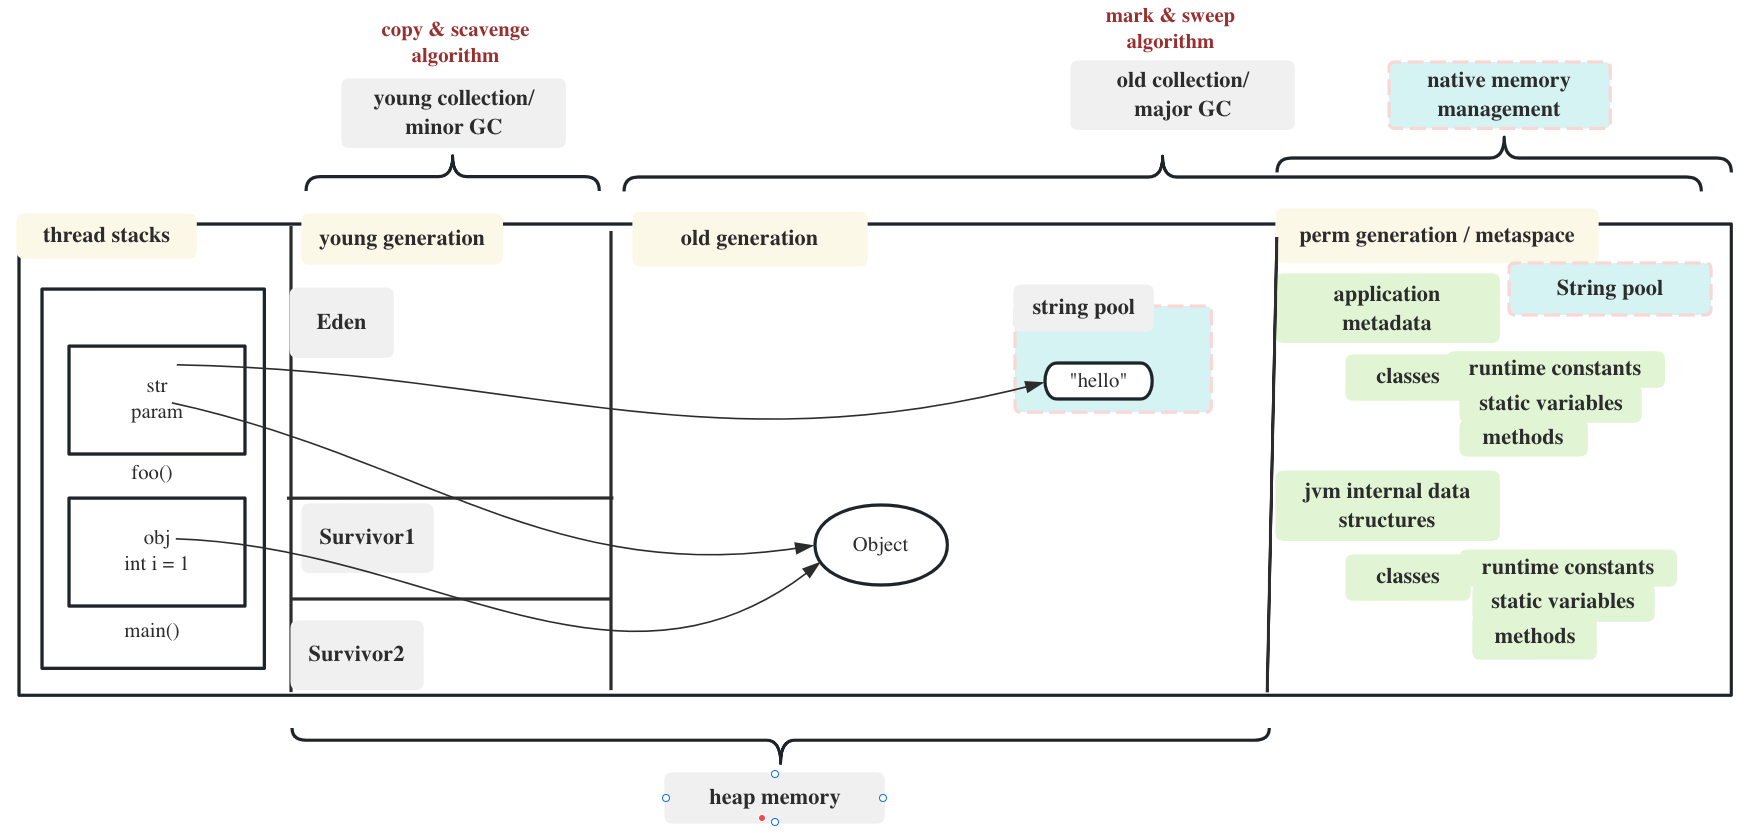 copy & scavenge
algorithm
mark & sweep
algorithm
young collection/
minor GC
old collection/
major GC
native memory
management
thread stacks
young generation
old generation
perm generation / metaspace
Eden
string pool
"hello"
application
metadata
String pool
classes
runtime constants
static variables
methods
str
param
foo()
obj
int i = 1
main()
Survivor1
Survivor2
Object
jvm internal data
structures
classes
runtime constants
static variables
methods
heap memory